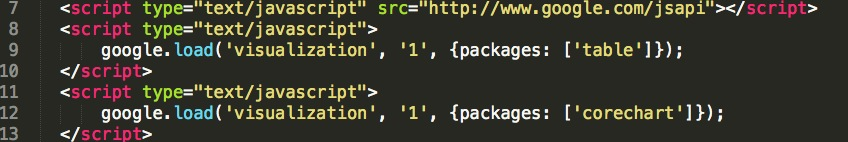 7 <script type="text/javascript" src="http://www.google.com/jsapi"></script>
8 <script type="text/javascript">
9 google.load('visualization', '1', {packages: ['table']});
10 </script>
11 <script type="text/javascript">
12 google.load('visualization', '1', {packages: ['corechart']});
13 </script>